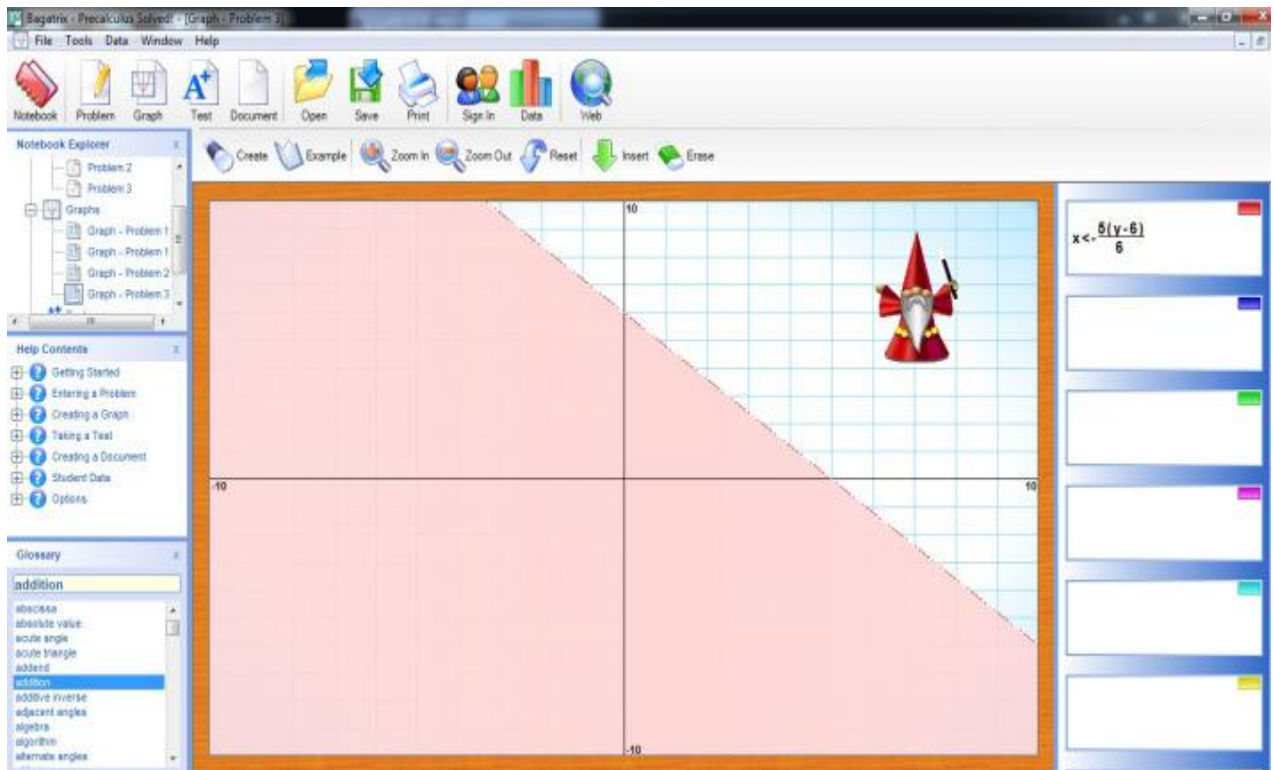 Bagatrix - Precalculus Solved! - [Graph - Problem 3]
File Tools Data Window Help
Notebook Problem Graph Test Document Open Save Print Sign In Data Web
Notebook Explorer
Problem 2
Problem 3
Graphs
Graph - Problem 1
Graph - Problem 1
Graph - Problem 2
Graph - Problem 3
Help Contents
Getting Started
Entering a Problem
Creating a Graph
Taking a Test
Creating a Document
Student Data
Options
Glossary
addition
abscissa
absolute value
acute angle
acute triangle
addend
addition
additive inverse
adjacent angles
algebra
algorithm
alternate angles
Create Example Zoom In Zoom Out Reset Insert Erase
10
-10
10
-10
x<-5(y-6)/6